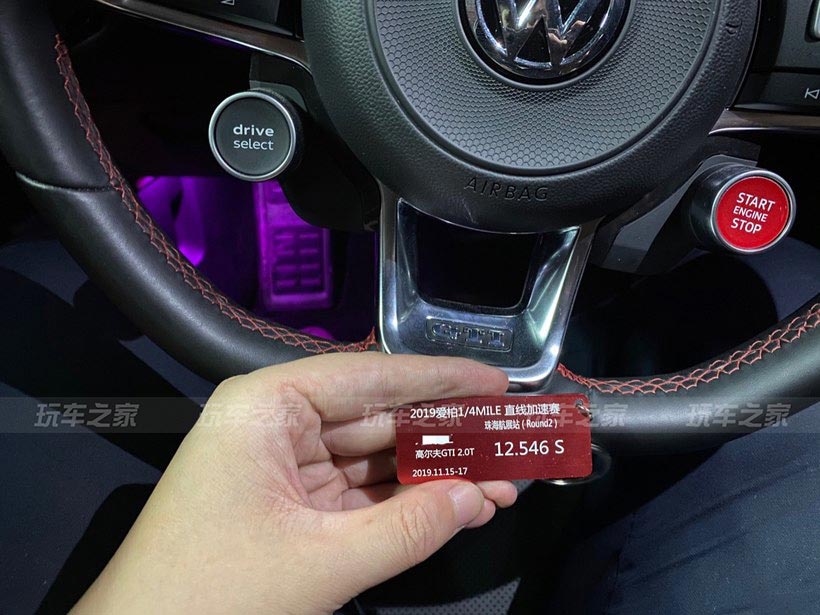 drive
select
AIRBAG
START
ENGINE
STOP
GTI
玩车之家 玩车之家 玩车之家 玩车之家 玩车之家
2019爱柏1/4MILE 直线加速赛
珠海航展站 ( Round2 )
高尔夫GTI 2.0T
12.546 S
2019.11.15-17